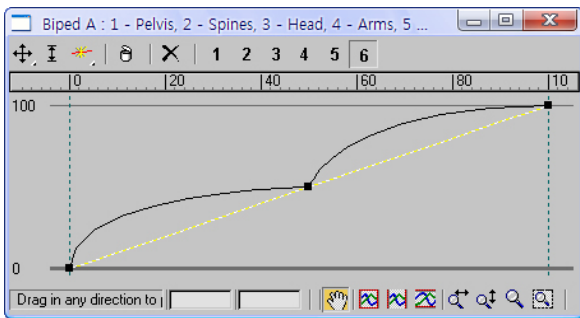 Biped A : 1 - Pelvis, 2 - Spines, 3 - Head, 4 - Arms, 5 ...
1 2 3 4 5 6
0 20 40 60 80 10
100
0
Drag in any direction to